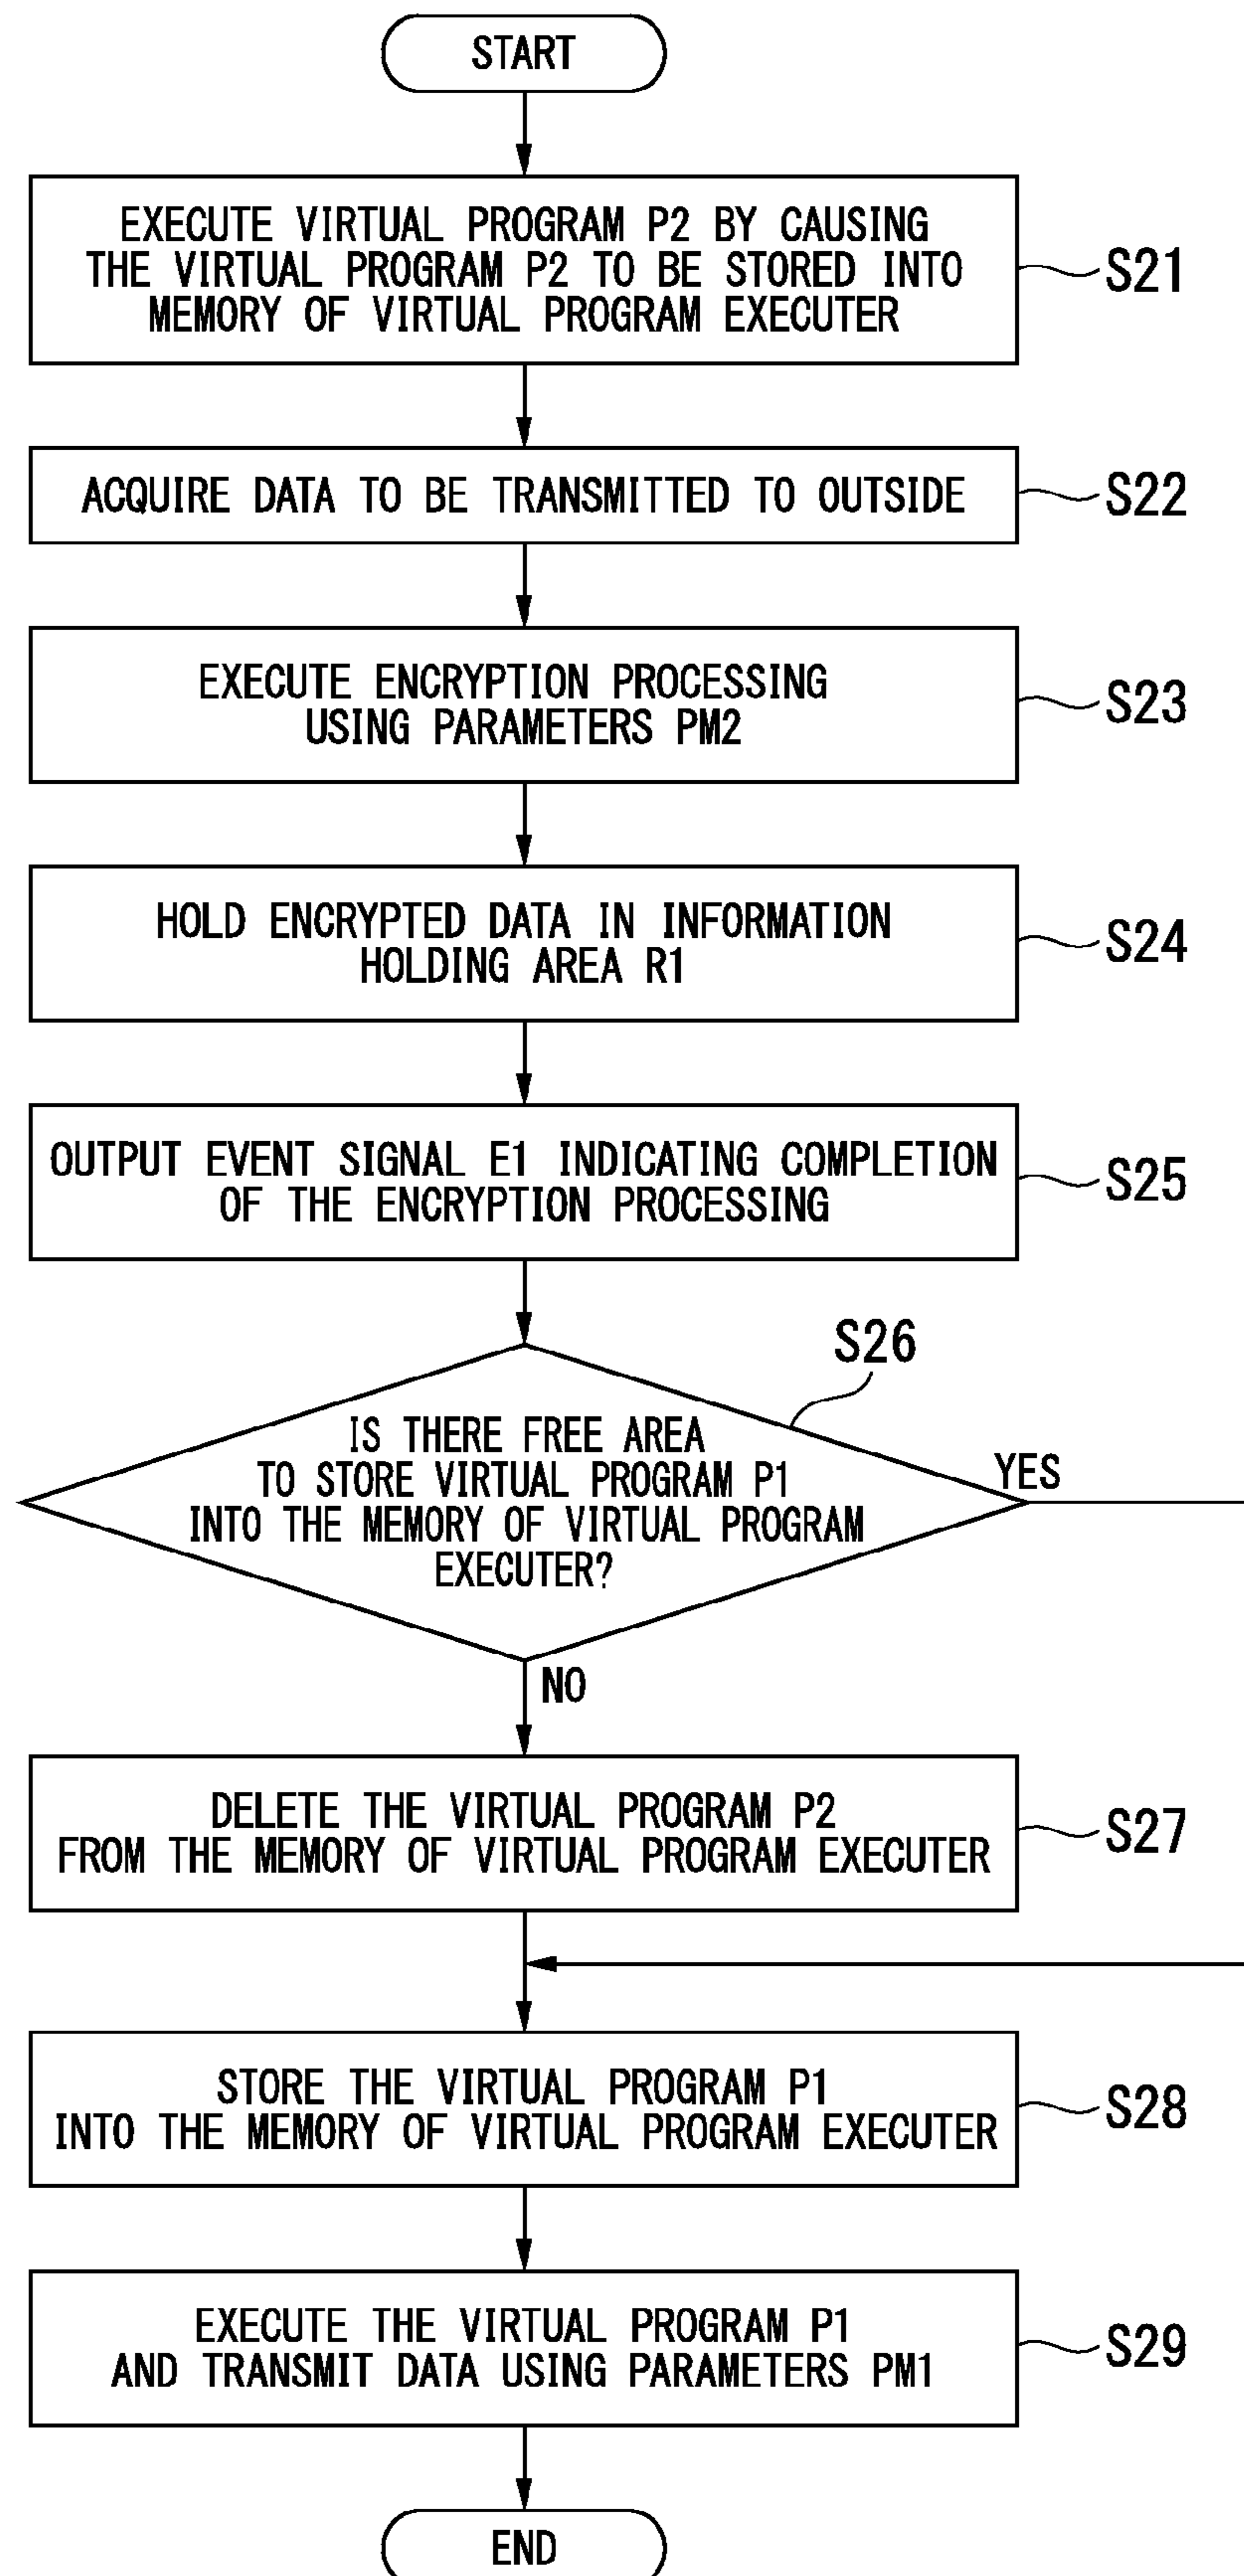 START
EXECUTE VIRTUAL PROGRAM P2 BY CAUSING
THE VIRTUAL PROGRAM P2 TO BE STORED INTO
MEMORY OF VIRTUAL PROGRAM EXECUTER
S21
ACQUIRE DATA TO BE TRANSMITTED TO OUTSIDE
S22
EXECUTE ENCRYPTION PROCESSING
USING PARAMETERS PM2
S23
HOLD ENCRYPTED DATA IN INFORMATION
HOLDING AREA R1
S24
OUTPUT EVENT SIGNAL E1 INDICATING COMPLETION
OF THE ENCRYPTION PROCESSING
S25
S26
IS THERE FREE AREA
TO STORE VIRTUAL PROGRAM P1
INTO THE MEMORY OF VIRTUAL PROGRAM
EXECUTER?
YES
NO
DELETE THE VIRTUAL PROGRAM P2
FROM THE MEMORY OF VIRTUAL PROGRAM EXECUTER
S27
STORE THE VIRTUAL PROGRAM P1
INTO THE MEMORY OF VIRTUAL PROGRAM EXECUTER
S28
EXECUTE THE VIRTUAL PROGRAM P1
AND TRANSMIT DATA USING PARAMETERS PM1
S29
END